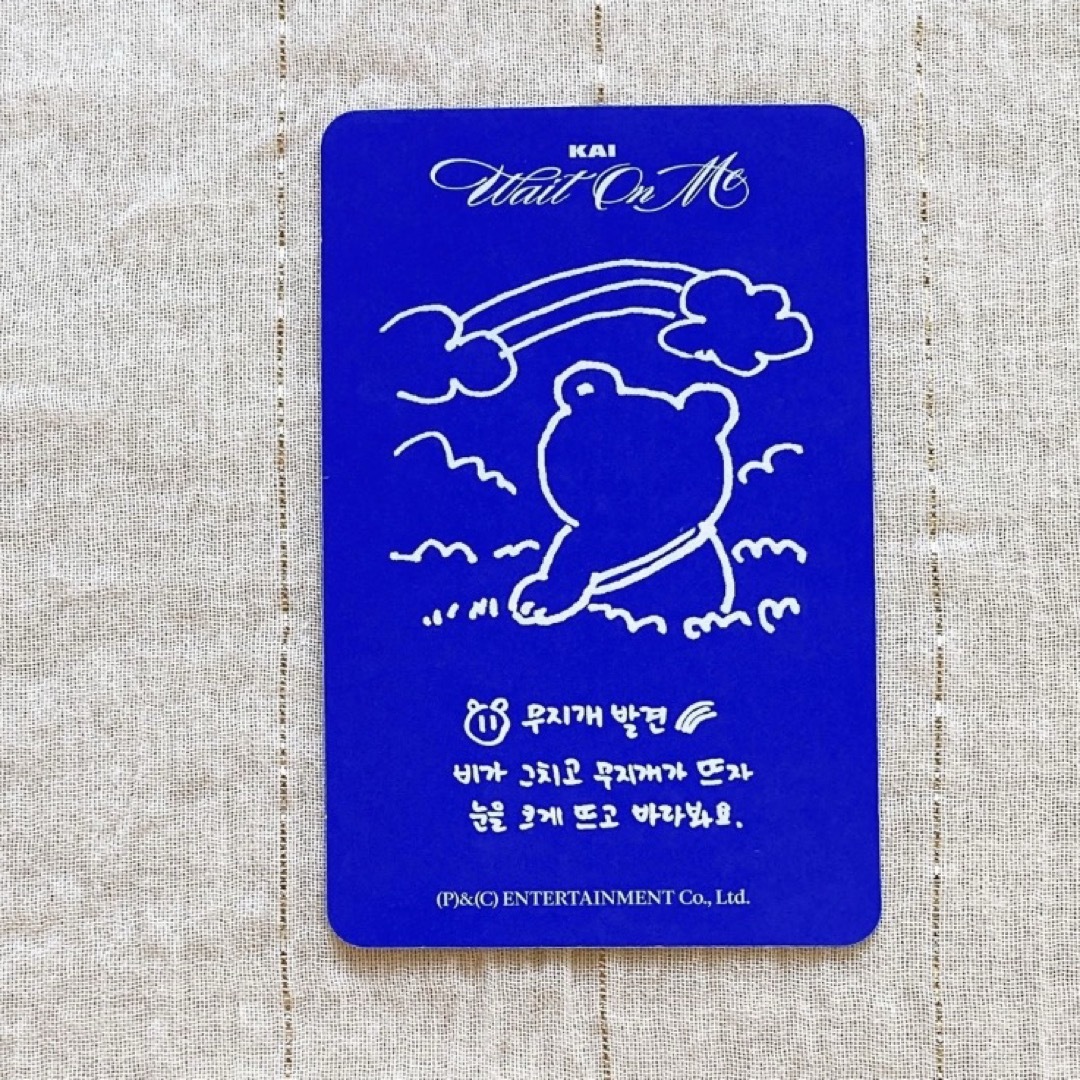 KAI
Wait On Me
무지개 발견
비가 그치고 무지개가 뜨자
눈을 크게 뜨고 바라봐요.
(P)&(C) ENTERTAINMENT Co., Ltd.